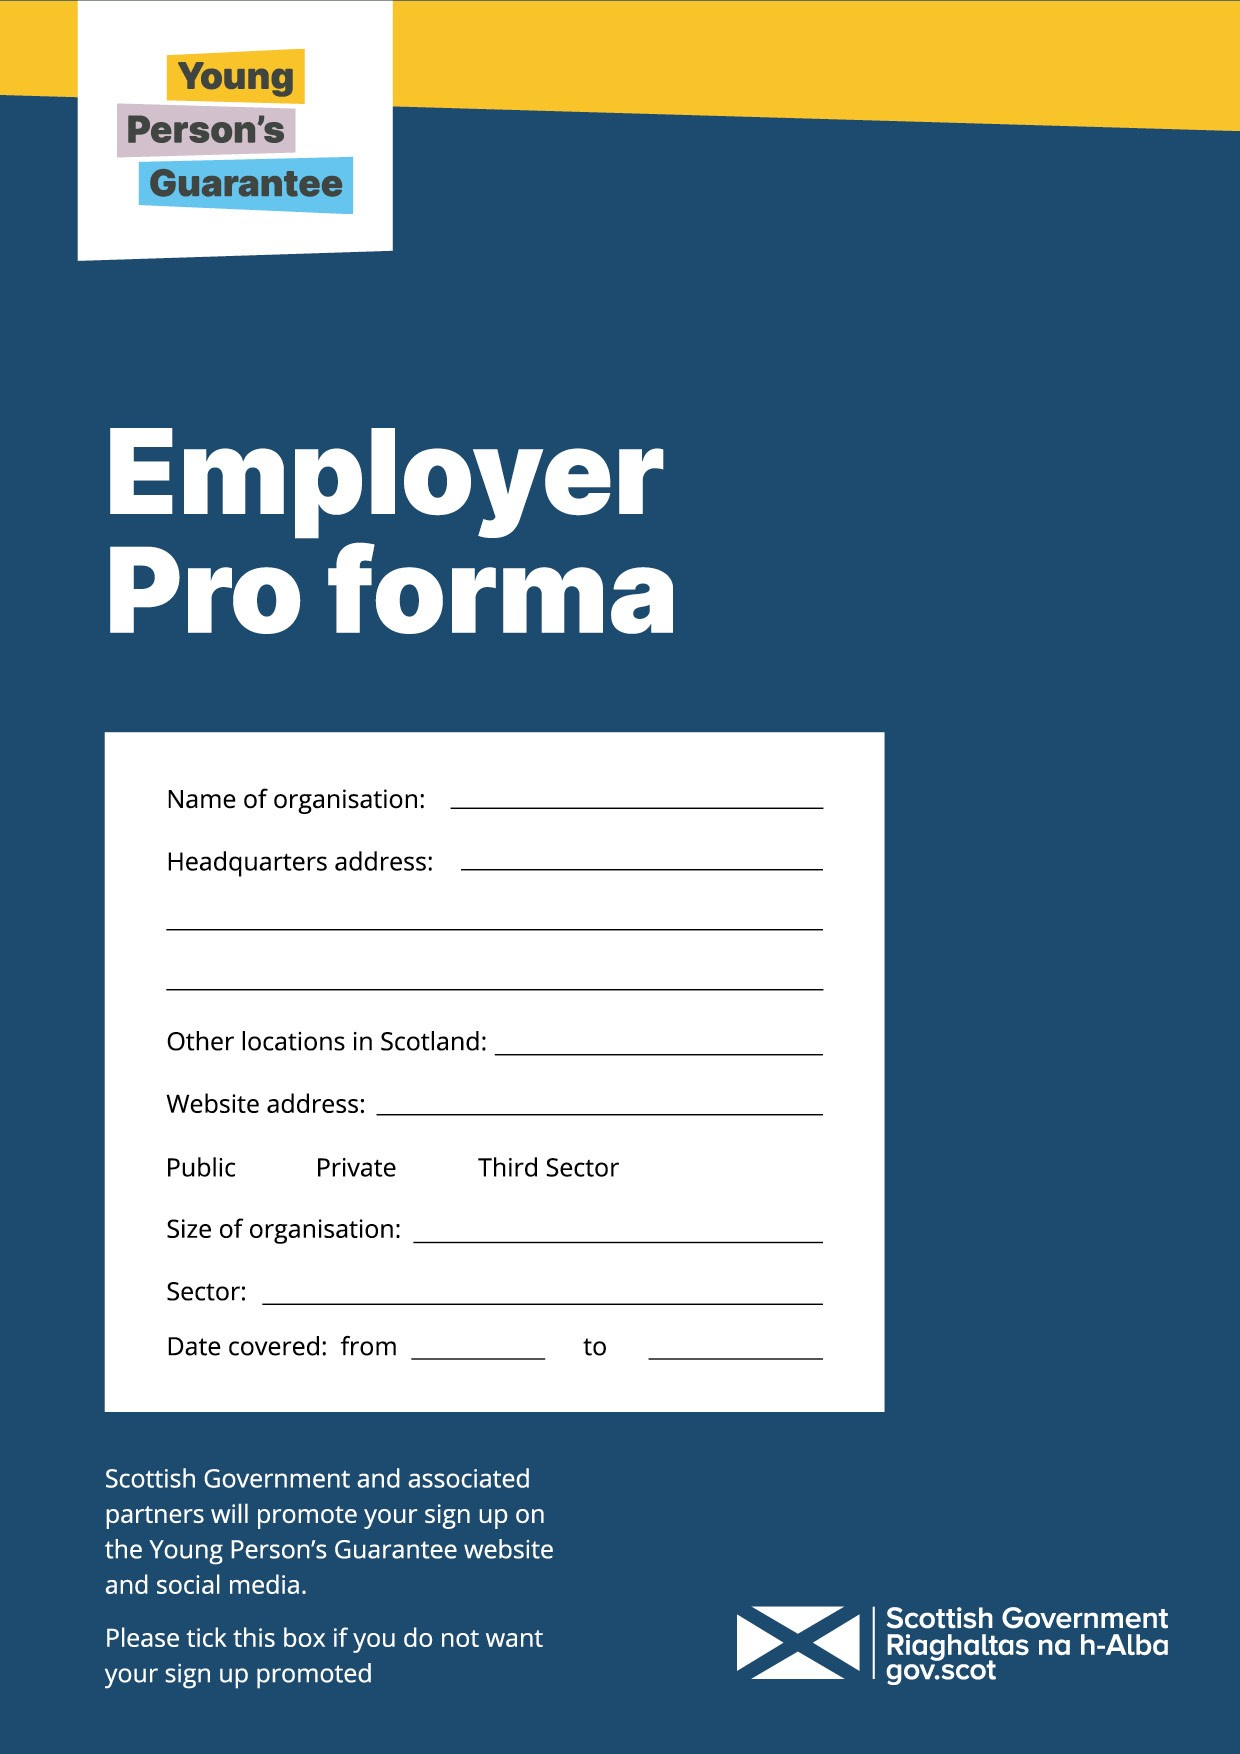 Young
Person's
Guarantee
Employer
Pro forma
Name of organisation:
Headquarters address:
Other locations in Scotland:
Website address:
Public Private Third Sector
Size of organisation:
Sector:
Date covered: from to
Scottish Government and associated
partners will promote your sign up on
the Young Person's Guarantee website
and social media.
Please tick this box if you do not want
your sign up promoted
Scottish Government
Riaghaltas na h-Alba
gov.scot